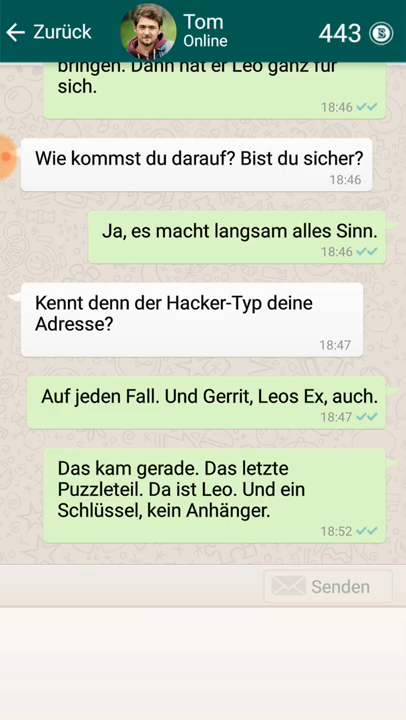 Zurück
Tom
Online
443
bringen. Dann hat er Leo ganz für
sich.
18:46
Wie kommst du darauf? Bist du sicher?
18:46
Ja, es macht langsam alles Sinn.
18:46
Kennt denn der Hacker-Typ deine
Adresse?
18:47
Auf jeden Fall. Und Gerrit, Leos Ex, auch.
18:47
Das kam gerade. Das letzte
Puzzleteil. Da ist Leo. Und ein
Schlüssel, kein Anhänger.
18:52
Senden